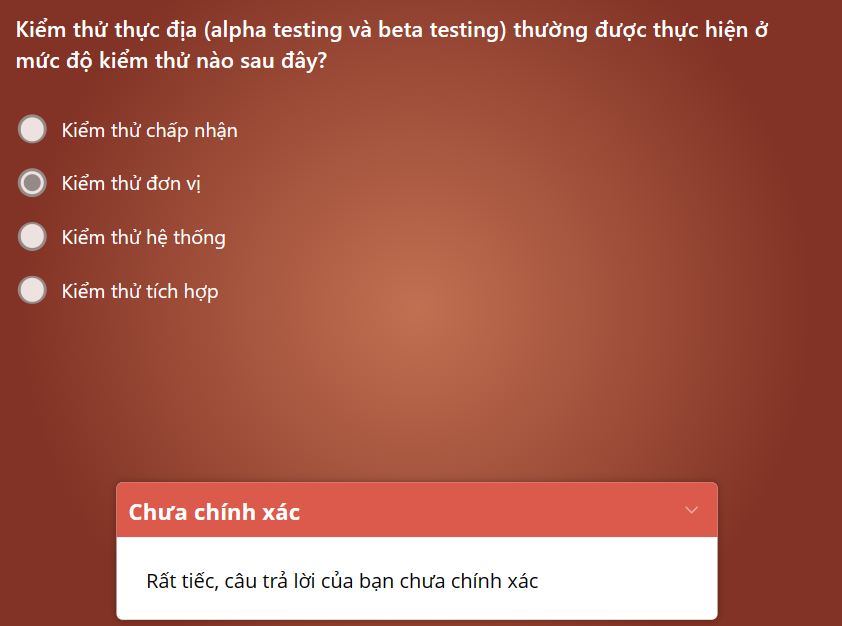 Kiểm thử thực địa (alpha testing và beta testing) thường được thực hiện ở
mức độ kiểm thử nào sau đây?
Kiểm thử chấp nhận
Kiểm thử đơn vị
Kiểm thử hệ thống
Kiểm thử tích hợp
Chưa chính xác
Rất tiếc, câu trả lời của bạn chưa chính xác